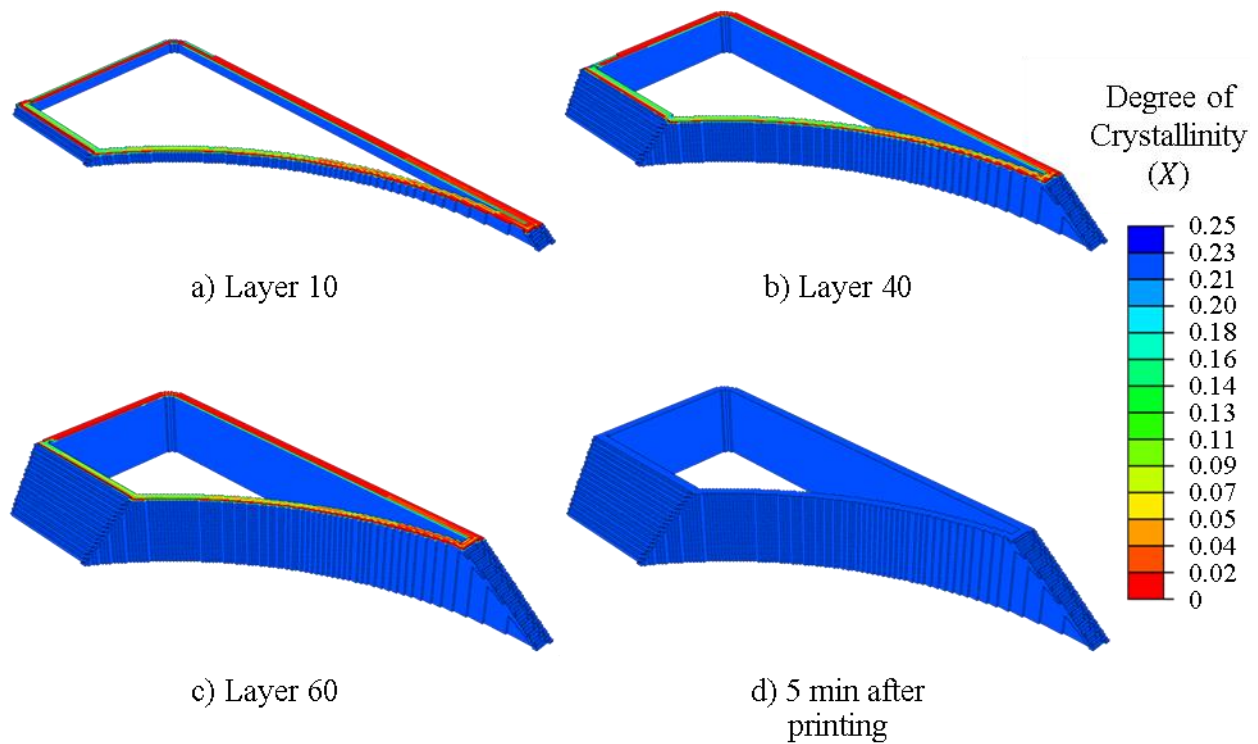 Degree of
Crystallinity
(X)
a) Layer 10
b) Layer 40
0.25
0.23
0.21
0.20
0.18
0.16
0.14
0.13
0.11
0.09
0.07
0.05
0.04
0.02
0
c) Layer 60
d) 5 min after
printing